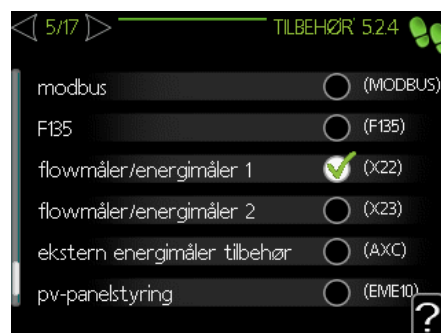 5/17
TILBEHØR 5.2.4
modbus (MODBUS)
F135 (F135)
flowmåler/energimåler 1 (X22)
flowmåler/energimåler 2 (X23)
ekstern energimåler tilbehør (AXC)
pv-panelstyring (EME10)
?